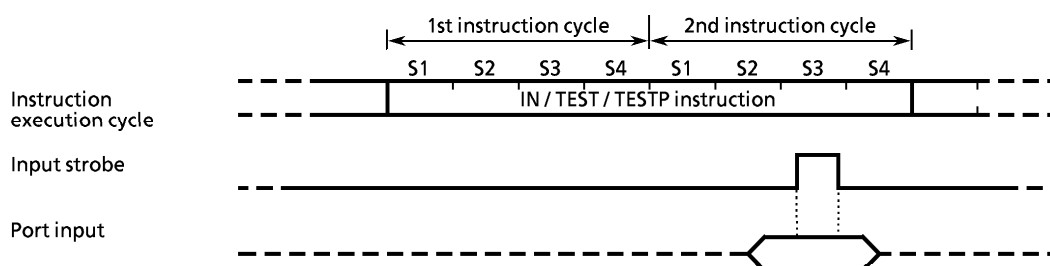 1st instruction cycle 2nd instruction cycle
S1 S2 S3 S4 S1 S2 S3 S4
Instruction
execution cycle
IN / TEST / TESTP instruction
Input strobe
Port input